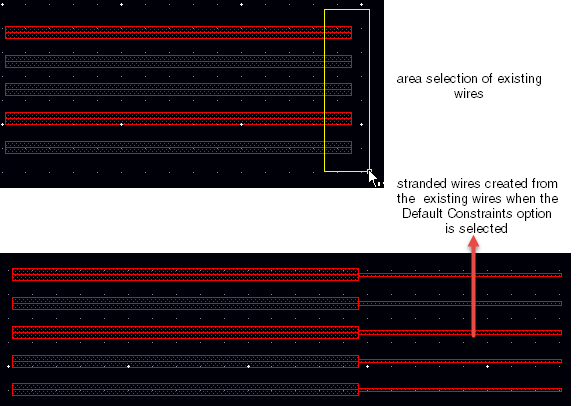 area selection of existing
wires
stranded wires created from
the existing wires when the
Default Constraints option
is selected